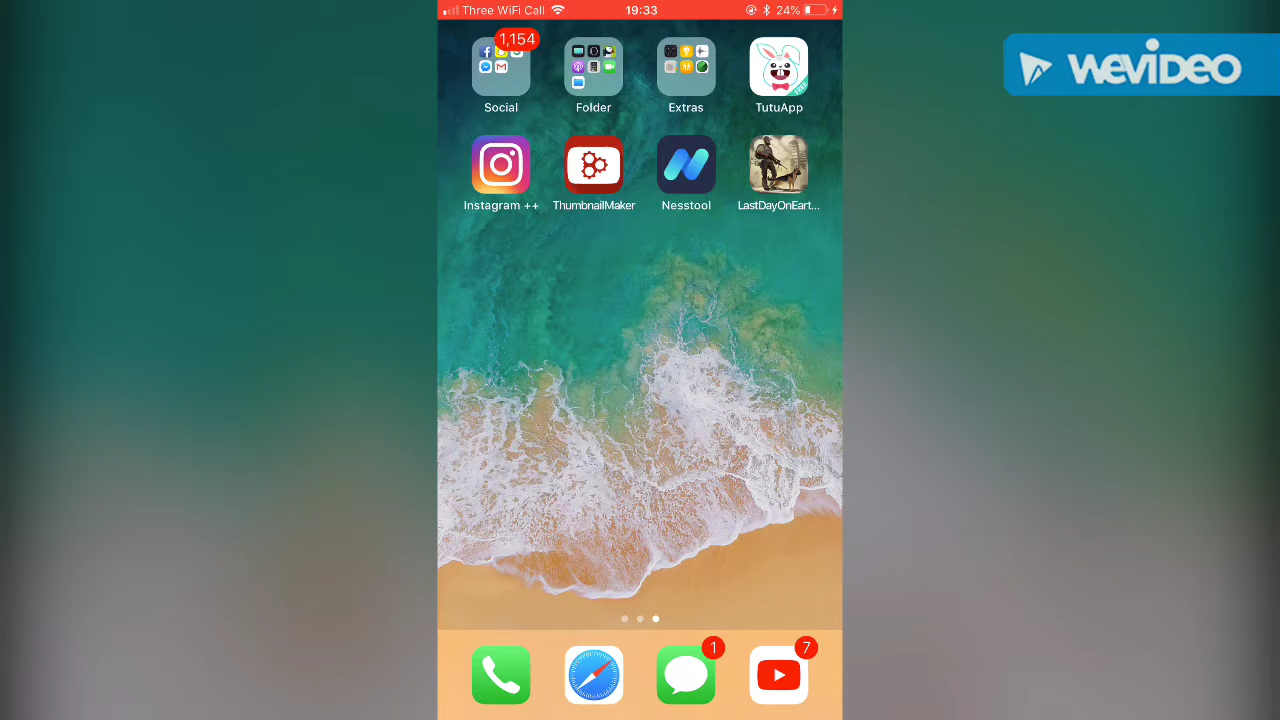 Three WiFi Call 19:33 24%
WEVIDEO
1,154
FREE
Social Folder Extras TutuApp
Instagram ++ ThumbnailMaker Nesstool LastDayOnEart...
1 7